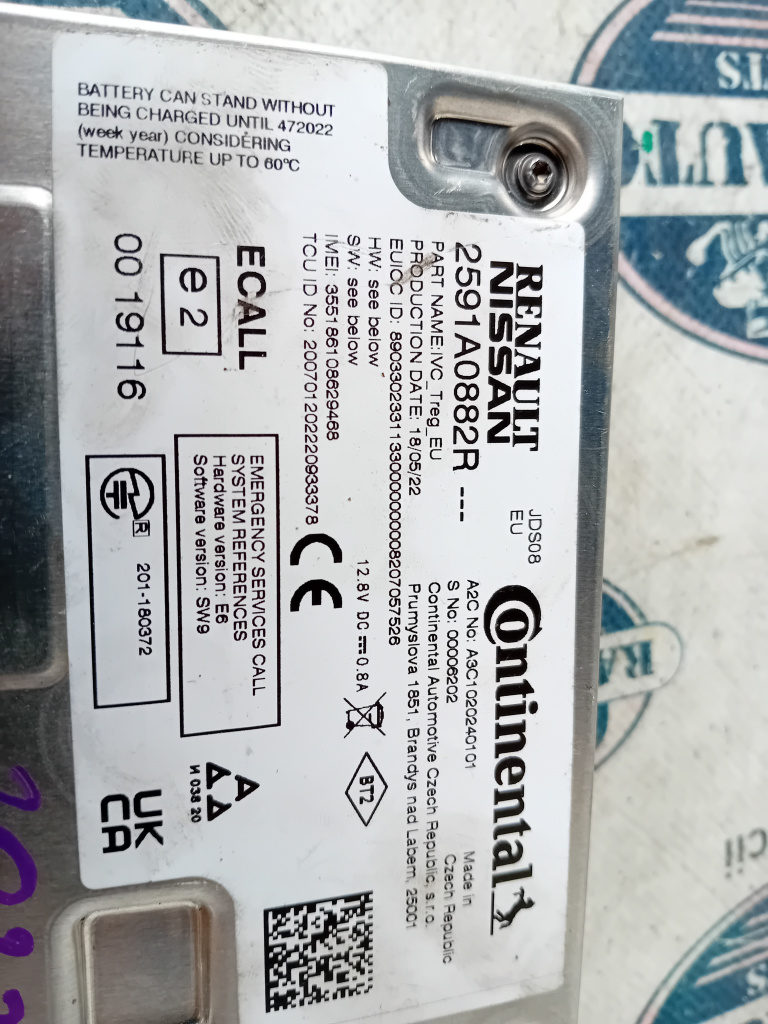 BATTERY CAN STAND WITHOUT
BEING CHARGED UNTIL 472022
(week year) CONSIDERING
TEMPERATURE UP TO 60°C
RENAULT
NISSAN
JDS08
EU
Continental
2591A0882R ---
PART NAME:IVC_Treg_EU
PRODUCTION DATE: 18/05/22
EUICC ID: 89033023311330000000008207057526
HW: see below
SW: see below
IMEI: 355186108629468
TCU ID No: 200701202220933378
A2C No: A3C1020240101
S No: 00006202
Made in
Czech Republic
Continental Automotive Czech Republic, s.r.o.
Prumyslova 1851, Brandys nad Labem, 25001
12.8V DC 0.8A
CE
BT2
ECALL
e2
00 19116
EMERGENCY SERVICES CALL
SYSTEM REFERENCES
Hardware version: E6
Software version: SW9
R 201-180372
A
И 038 20
UK
CA